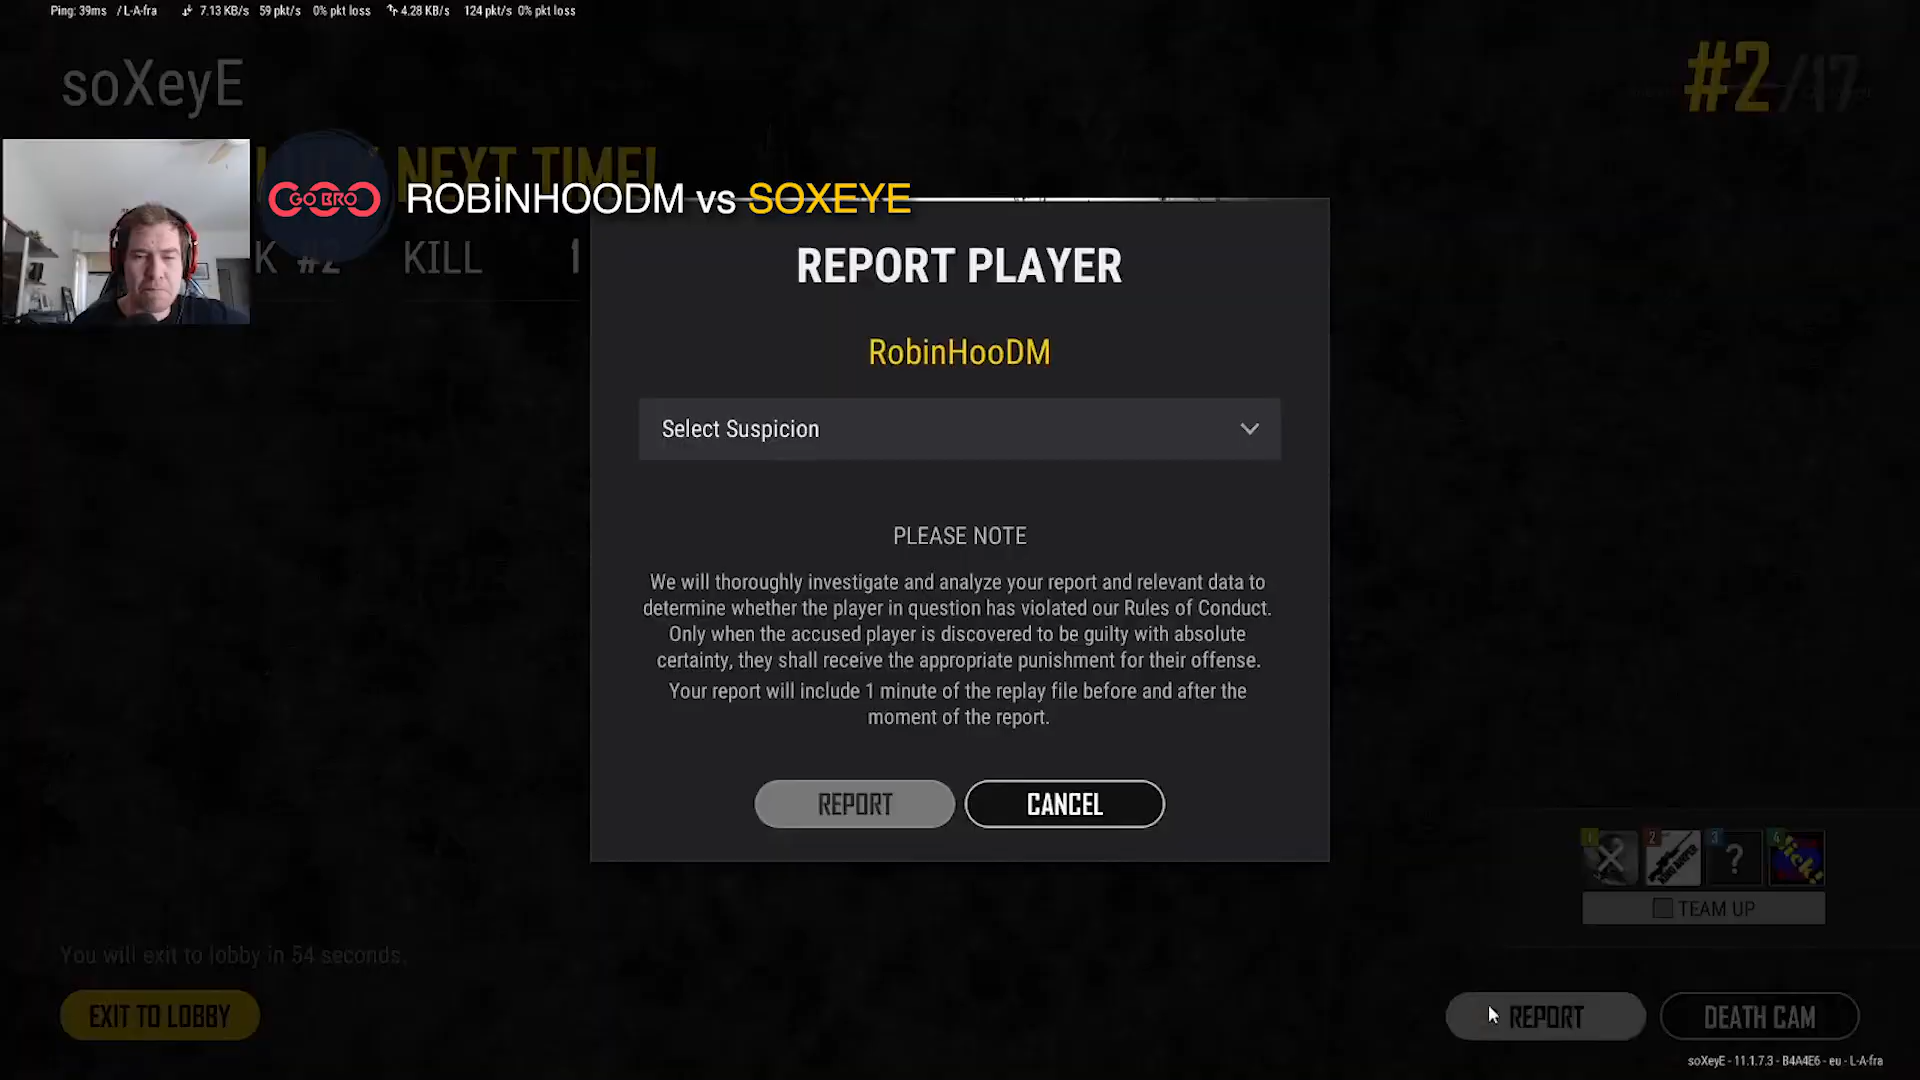 Ping: 39ms / L-A-fra 7.13 KB/s 59 pkt/s 0% pkt loss 4.28 KB/s 124 pkt/s 0% pkt loss
soXeyE
#2/17
NEXT TIME!
GO BRO ROBİNHOODM vs SOXEYE
K #2 KILL 1
REPORT PLAYER
RobinHooDM
Select Suspicion
PLEASE NOTE
We will thoroughly investigate and analyze your report and relevant data to
determine whether the player in question has violated our Rules of Conduct.
Only when the accused player is discovered to be guilty with absolute
certainty, they shall receive the appropriate punishment for their offense.
Your report will include 1 minute of the replay file before and after the
moment of the report.
REPORT
CANCEL
1 2 3 4
?
TEAM UP
You will exit to lobby in 54 seconds.
EXIT TO LOBBY
REPORT
DEATH CAM
soXeyE - 11.1.7.3 - B4A4E6 - eu - L-A-fra